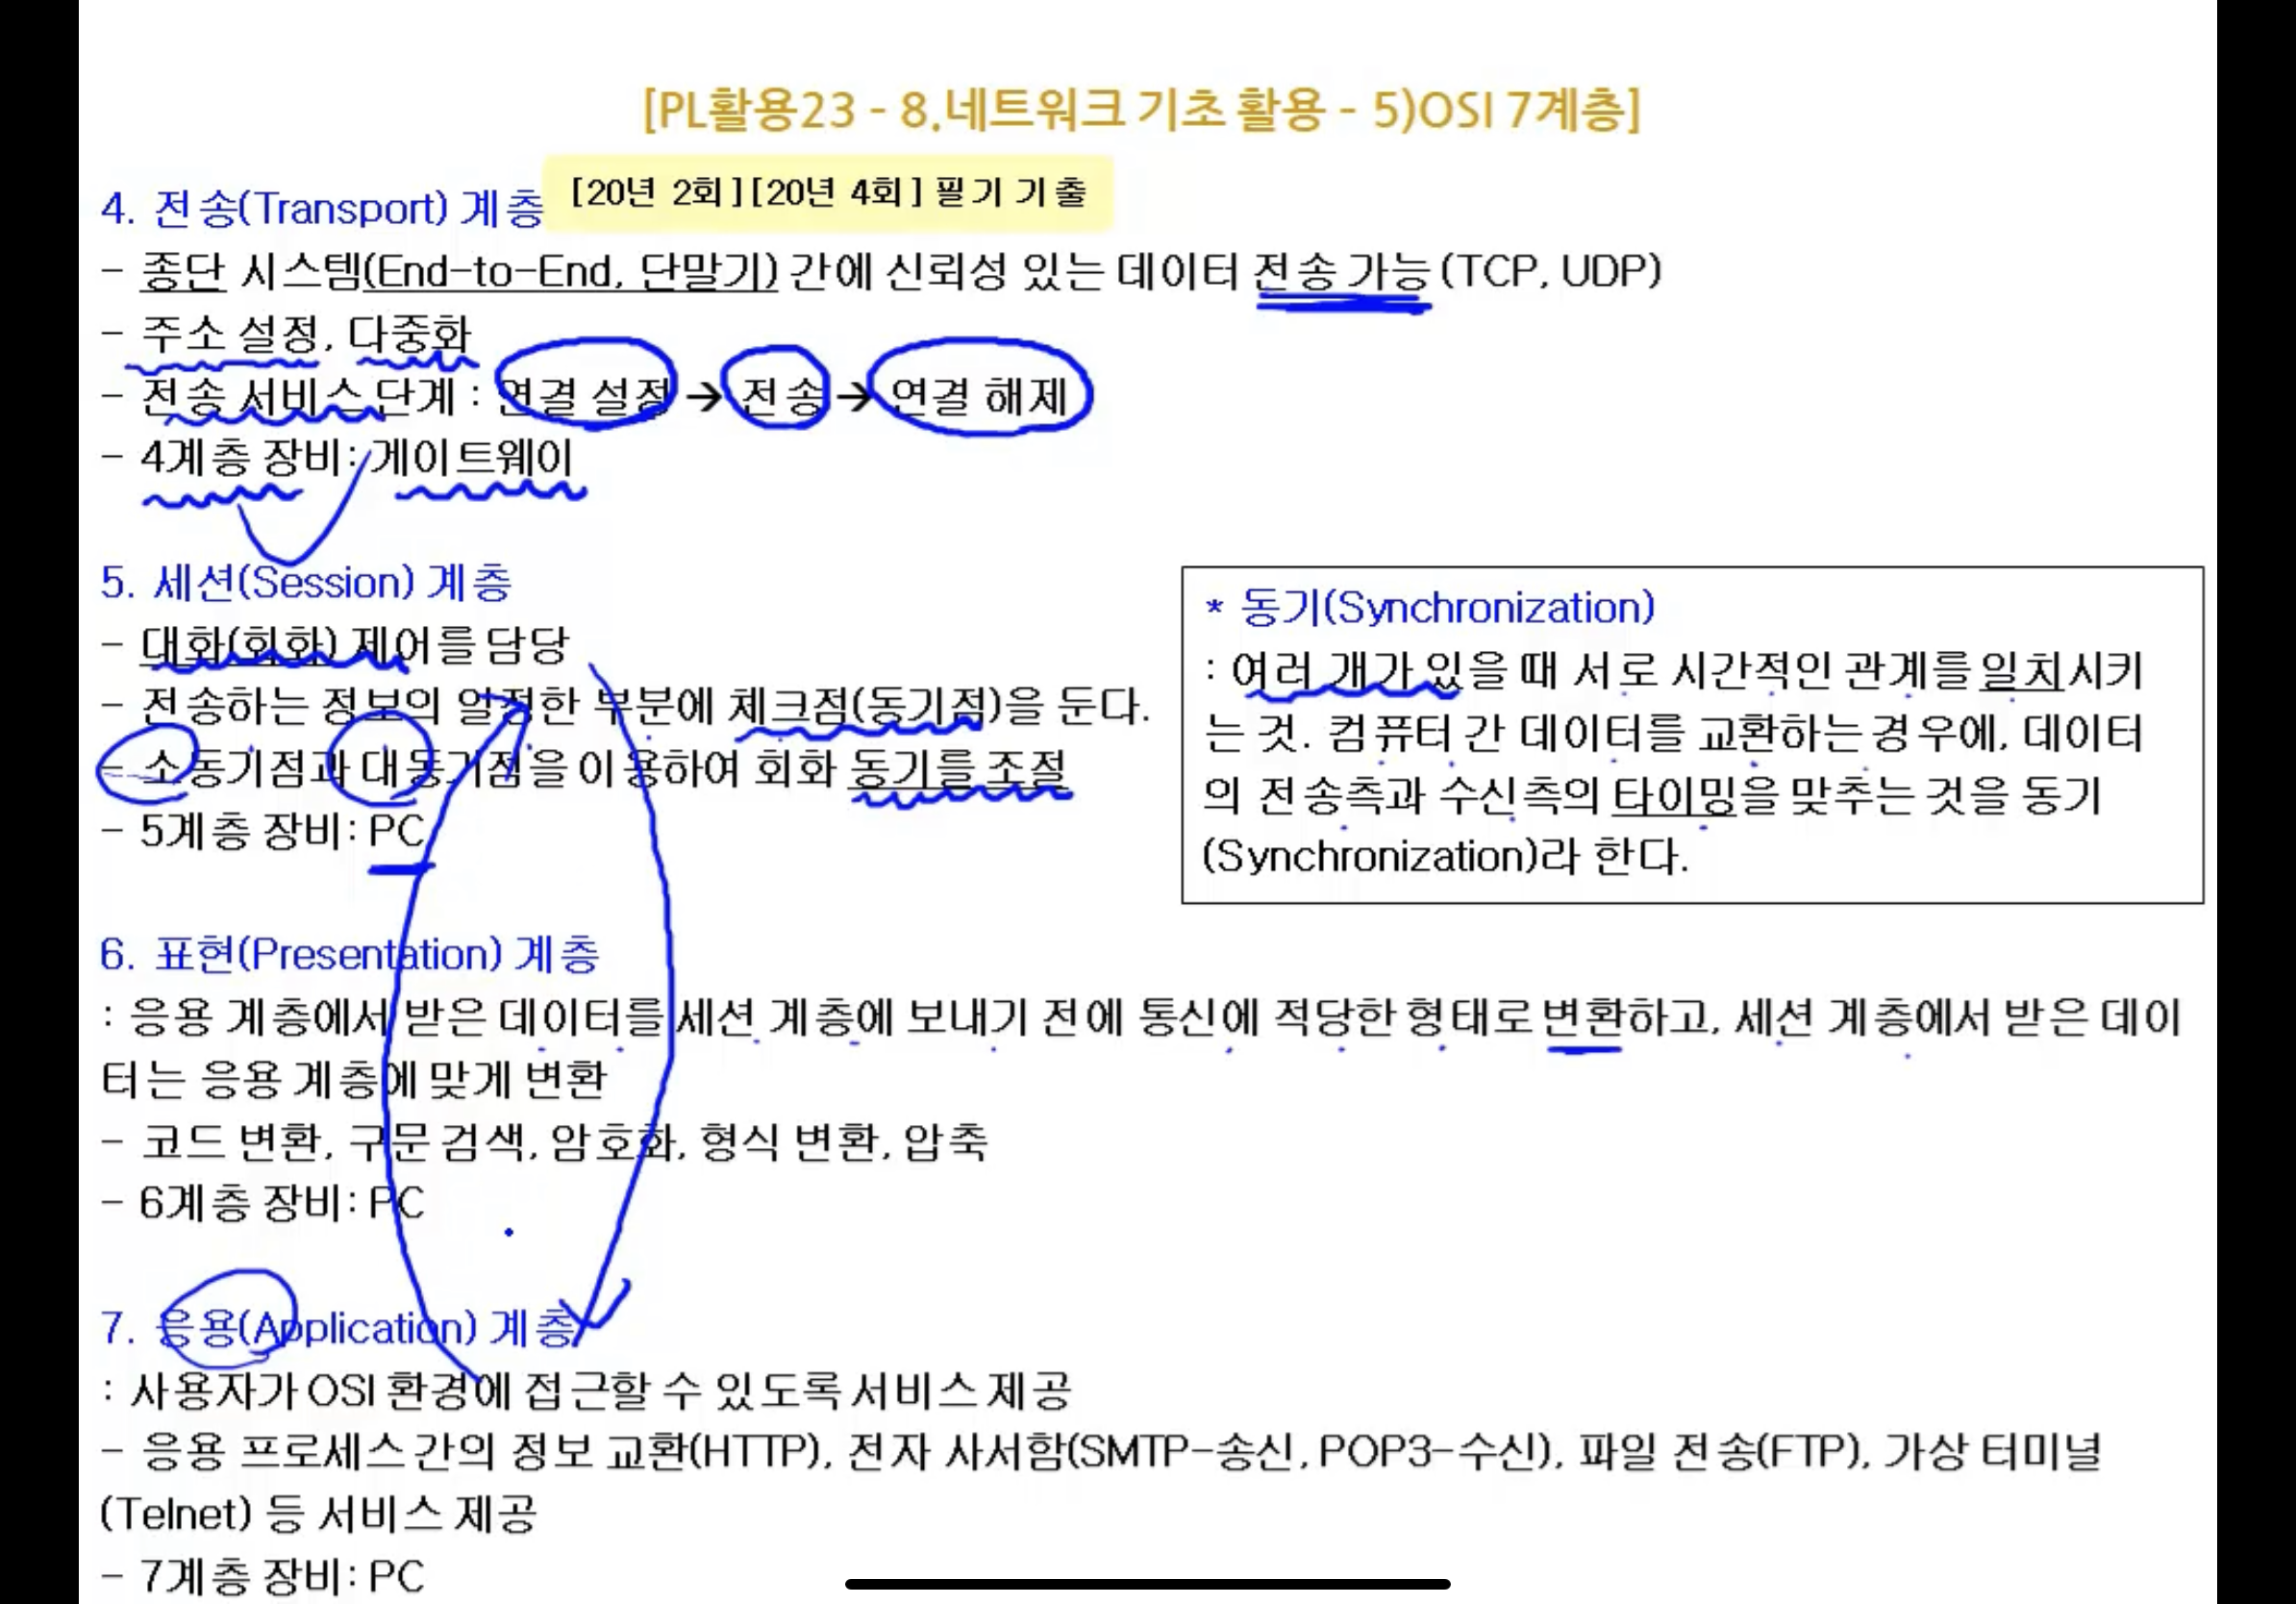 [PL활용23 - 8.네트워크 기초 활용 - 5)OSI 7계층]
4. 전송(Transport) 계층
[20년 2회][20년 4회] 필기 기출
- 종단 시스템(End-to-End, 단말기) 간에 신뢰성 있는 데이터 전송 가능(TCP, UDP)
- 주소 설정, 다중화
- 전송 서비스 단계 : 연결 설정 → 전송 → 연결 해제
- 4계층 장비: 게이트웨이
5. 세션(Session) 계층
- 대화(회화) 제어를 담당
- 전송하는 정보의 일정한 부분에 체크점(동기점)을 둔다.
- 소동기점과 대동기점을 이용하여 회화 동기를 조절
- 5계층 장비: PC
* 동기(Synchronization)
: 여러 개가 있을 때 서로 시간적인 관계를 일치시키
는 것. 컴퓨터 간 데이터를 교환하는 경우에, 데이터
의 전송측과 수신측의 타이밍을 맞추는 것을 동기
(Synchronization)라 한다.
6. 표현(Presentation) 계층
: 응용 계층에서 받은 데이터를 세션 계층에 보내기 전에 통신에 적당한 형태로 변환하고, 세션 계층에서 받은 데이
터는 응용 계층에 맞게 변환
- 코드 변환, 구문 검색, 암호화, 형식 변환, 압축
- 6계층 장비: PC
7. 응용(Application) 계층
: 사용자가 OSI 환경에 접근할 수 있도록 서비스 제공
- 응용 프로세스 간의 정보 교환(HTTP), 전자 사서함(SMTP-송신, POP3-수신), 파일 전송(FTP), 가상 터미널
(Telnet) 등 서비스 제공
- 7계층 장비: PC